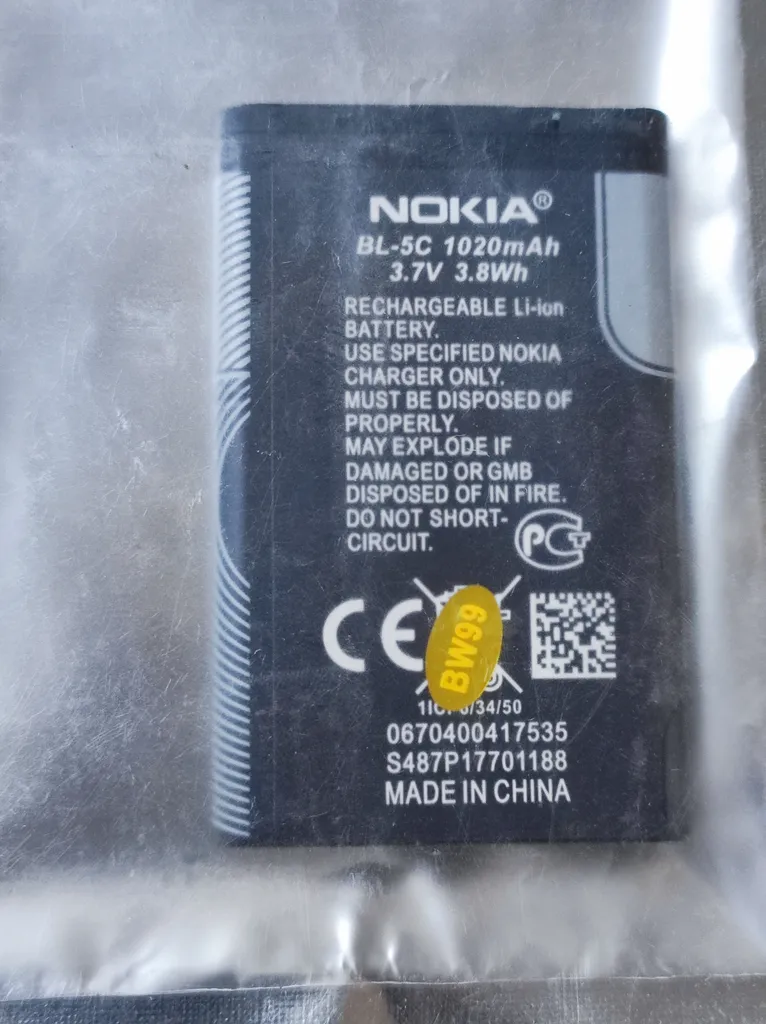 NOKIA®
BL-5C 1020mAh
3.7V 3.8Wh
RECHARGEABLE Li-ion
BATTERY.
USE SPECIFIED NOKIA
CHARGER ONLY.
MUST BE DISPOSED OF
PROPERLY.
MAY EXPLODE IF
DAMAGED OR GMB
DISPOSED OF IN FIRE.
DO NOT SHORT-
CIRCUIT.
PCT
CE
BW99
/34/50
0670400417535
S487P17701188
MADE IN CHINA